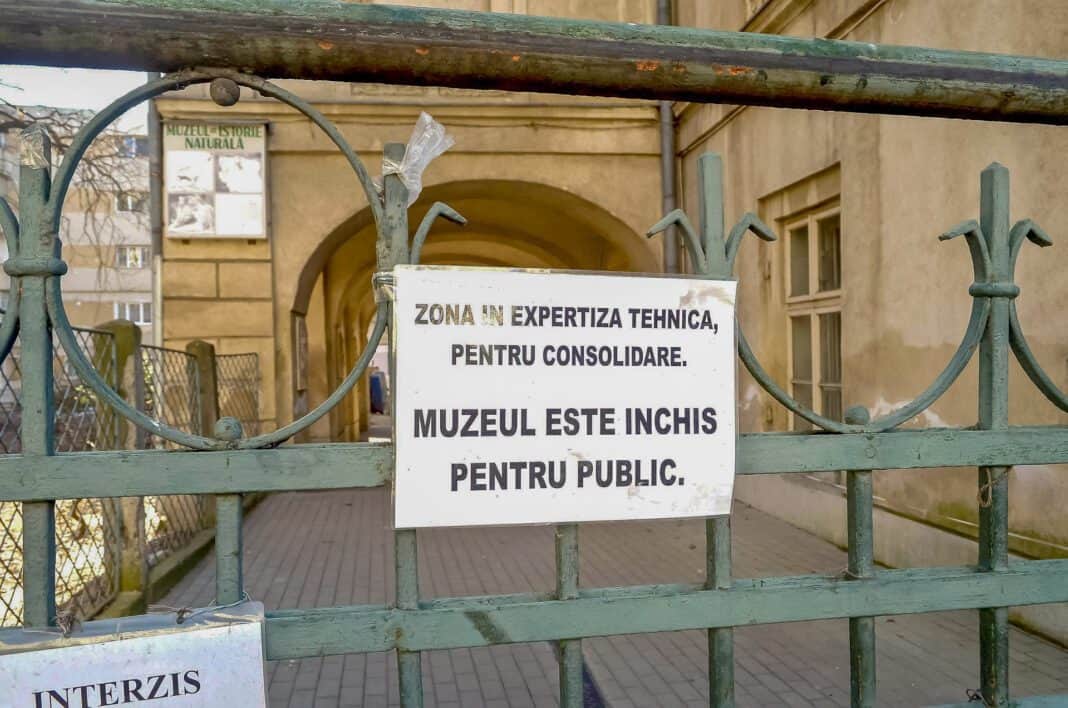 MUZEUL DE ISTORIE
NATURALĂ
ZONA IN EXPERTIZA TEHNICA,
PENTRU CONSOLIDARE.
MUZEUL ESTE INCHIS
PENTRU PUBLIC.
INTERZIS